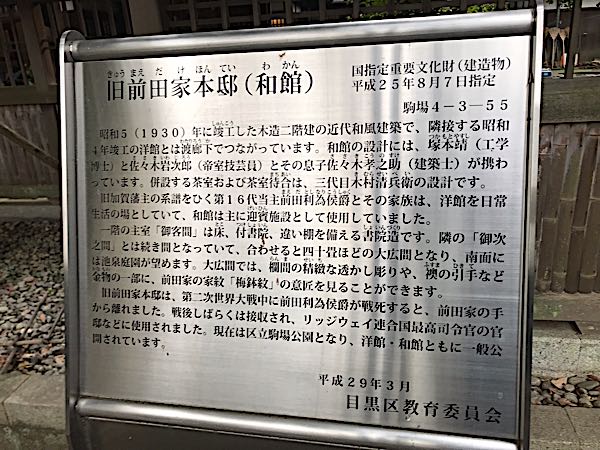 きゅう まえ だ け ほん てい わ かん
旧前田家本邸（和館）
国指定重要文化財（建造物）
平成２５年８月７日指定
駒場４－３－５５
昭和５（１９３０）年に竣工した木造二階建の近代和風建築で、隣接する昭和
４年竣工の洋館とは渡廊下でつながっています。和館の設計には、塚本靖（工学
博士）と佐々木岩次郎（帝室技芸員）とその息子佐々木孝之助（建築士）が携わ
っています。併設する茶室および茶室待合は、三代目木村清兵衛の設計です。
旧加賀藩主の系譜をひく第１６代当主前田利為侯爵とその家族は、洋館を日常
生活の場としていて、和館は主に迎賓施設として使用していました。
一階の主室「御客間」は床、付書院、違い棚を備える書院造です。隣の「御次
之間」とは続き間となっていて、合わせると四十畳ほどの大広間となり、南面に
は池泉庭園が望めます。大広間では、欄間の精緻な透かし彫りや、襖の引手など
金物の一部に、前田家の家紋「梅鉢紋」の意匠を見ることができます。
旧前田家本邸は、第二次世界大戦中に前田利為侯爵が戦死すると、前田家の手
から離れました。戦後しばらくは接収され、リッジウェイ連合国最高司令官の官
邸などに使用されました。現在は区立駒場公園となり、洋館・和館ともに一般公
開されています。
平成２９年３月
目黒区教育委員会